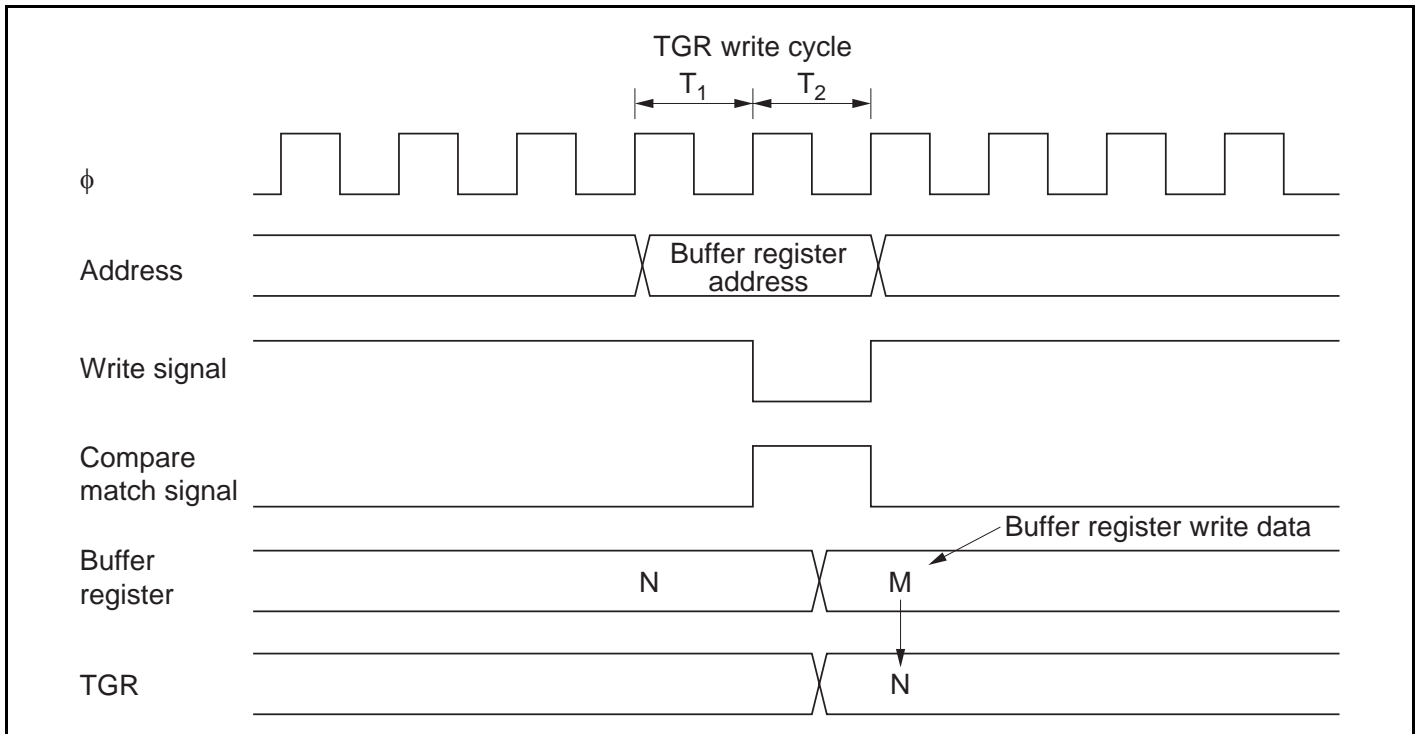 TGR write cycle
T1 T2
ϕ
Address
Buffer register
address
Write signal
Compare
match signal
Buffer register write data
Buffer
register
N M
TGR
N